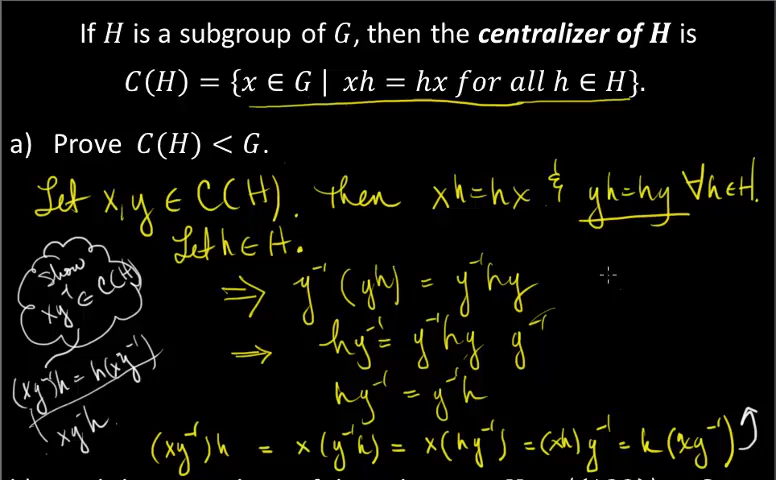 If H is a subgroup of G, then the centralizer of H is
C(H) = {x ∈ G | xh = hx for all h ∈ H}.
a) Prove C(H) < G.
Let x, y ∈ C(H). Then xh = hx & yh = hy ∀h∈H.
Let h ∈ H.
Show
xy⁻¹ ∈ C(H)
⇒ y⁻¹(yh) = y⁻¹hy
⇒ hy⁻¹ = y⁻¹hy y⁻¹
(xy⁻¹)h = h(xy⁻¹)
hy⁻¹ = y⁻¹h
xy⁻¹h
(xy⁻¹)h = x(y⁻¹h) = x(hy⁻¹) = (xh)y⁻¹ = h(xy⁻¹)